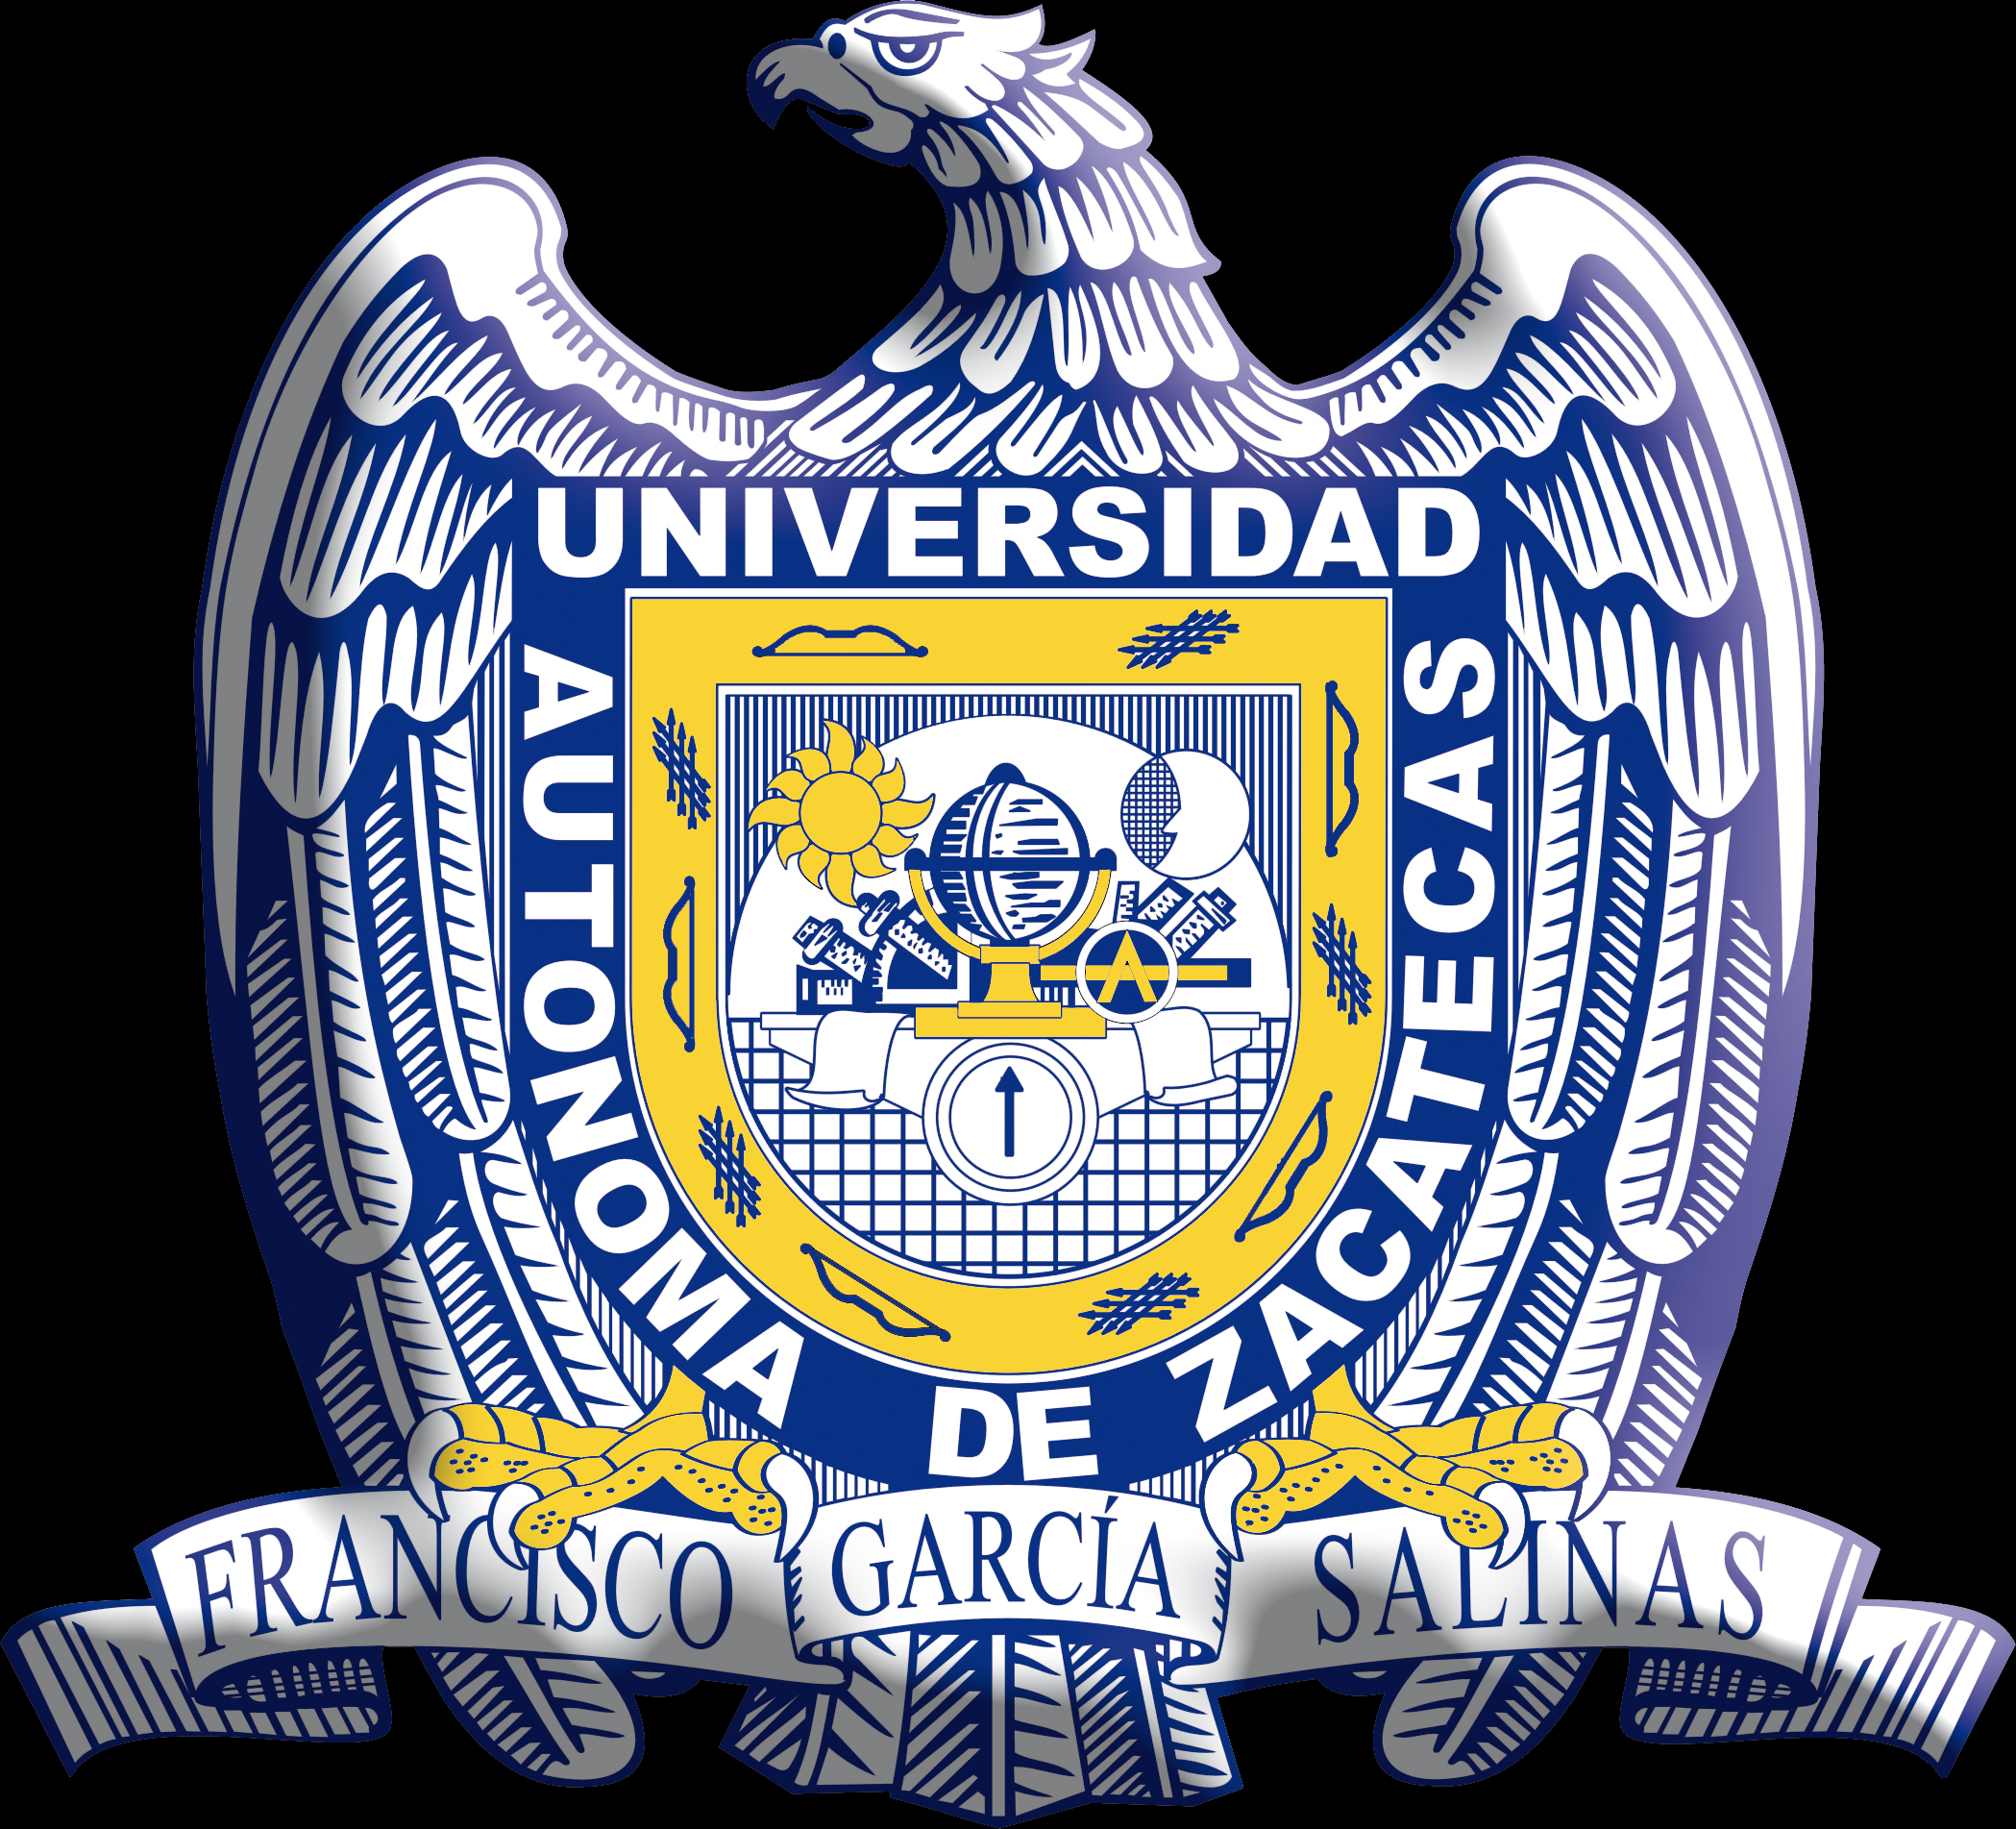 UNIVERSIDAD
AUTONOMA DE ZACATECAS
A
FRANCISCO GARCÍA SALINAS